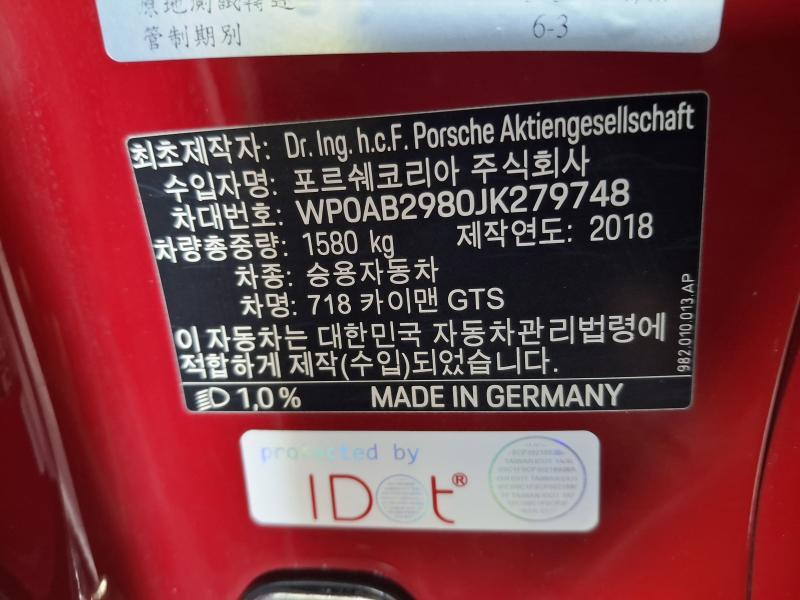 管制期別 6-3
최초제작자: Dr. Ing. h.c.F. Porsche Aktiengesellschaft
수입자명: 포르쉐코리아 주식회사
차대번호: WP0AB2980JK279748
차량총중량: 1580 kg 제작연도: 2018
차종: 승용자동차
차명: 718 카이맨 GTS
이 자동차는 대한민국 자동차관리법령에
적합하게 제작(수입)되었습니다.
1,0% MADE IN GERMANY
982.010.013.AP
protected by
IDot®